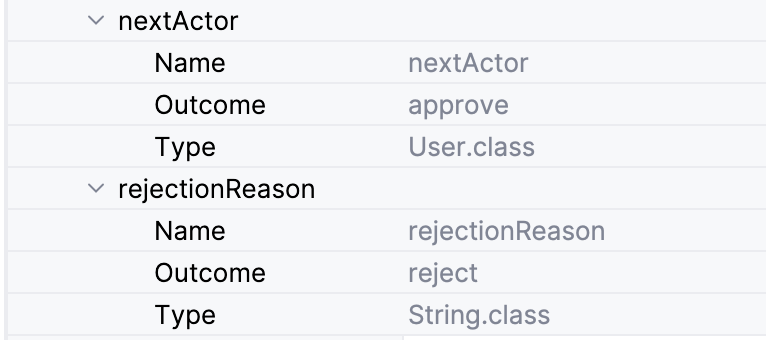 nextActor
Name nextActor
Outcome approve
Type User.class
rejectionReason
Name rejectionReason
Outcome reject
Type String.class